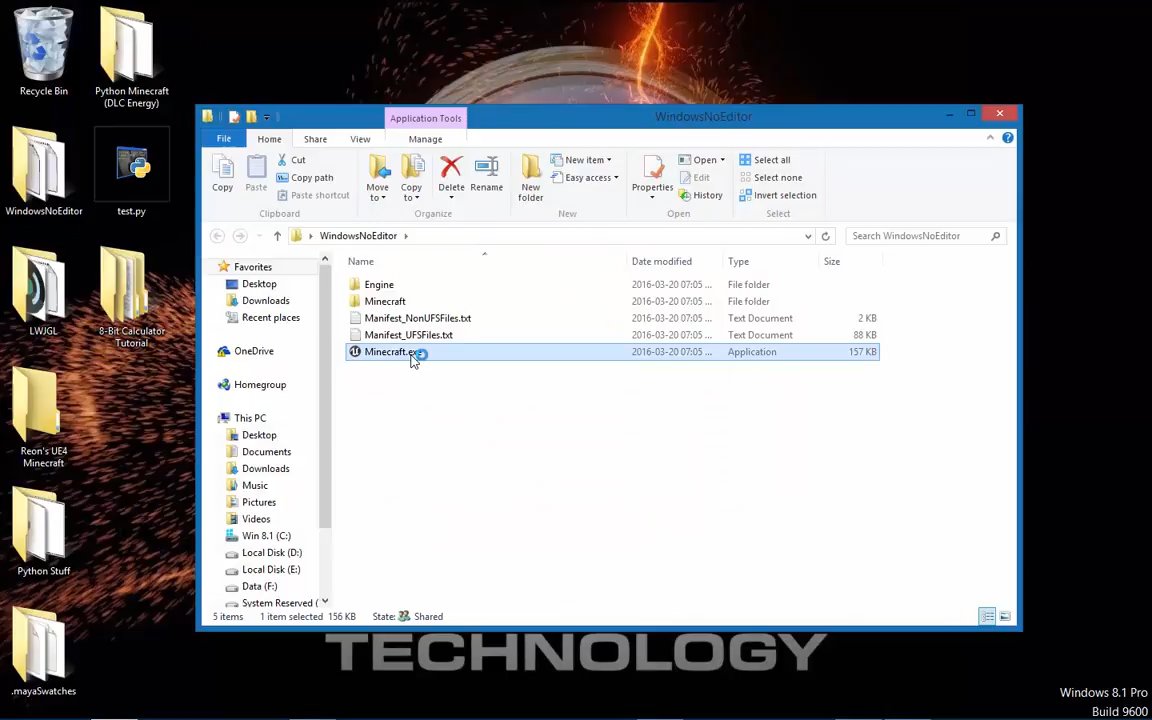 Recycle Bin
Python Minecraft
(DLC Energy)
WindowsNoEditor
test.py
LWJGL
8-Bit Calculator
Tutorial
Reon's UE4
Minecraft
Python Stuff
.mayaSwatches
Application Tools
WindowsNoEditor
File
Home
Share
View
Manage
Copy
Paste
Cut
Copy path
Paste shortcut
Clipboard
Move
to
Copy
to
Delete
Rename
Organize
New
folder
New item
Easy access
New
Properties
Open
Edit
History
Open
Select all
Select none
Invert selection
Select
WindowsNoEditor
Search WindowsNoEditor
Name
Date modified
Type
Size
Engine 2016-03-20 07:05 ... File folder
Minecraft 2016-03-20 07:05 ... File folder
Manifest_NonUFSFiles.txt 2016-03-20 07:05 ... Text Document 2 KB
Manifest_UFSFiles.txt 2016-03-20 07:05 ... Text Document 88 KB
2016-03-20 07:05 ... Application 157 KB
Favorites
Desktop
Downloads
Recent places
OneDrive
Homegroup
This PC
Desktop
Documents
Downloads
Music
Pictures
Videos
Win 8.1 (C:)
Local Disk (D:)
Local Disk (E:)
Data (F:)
System Reserved (
5 items 1 item selected 156 KB State: Shared
TECHNOLOGY
Windows 8.1 Pro
Build 9600